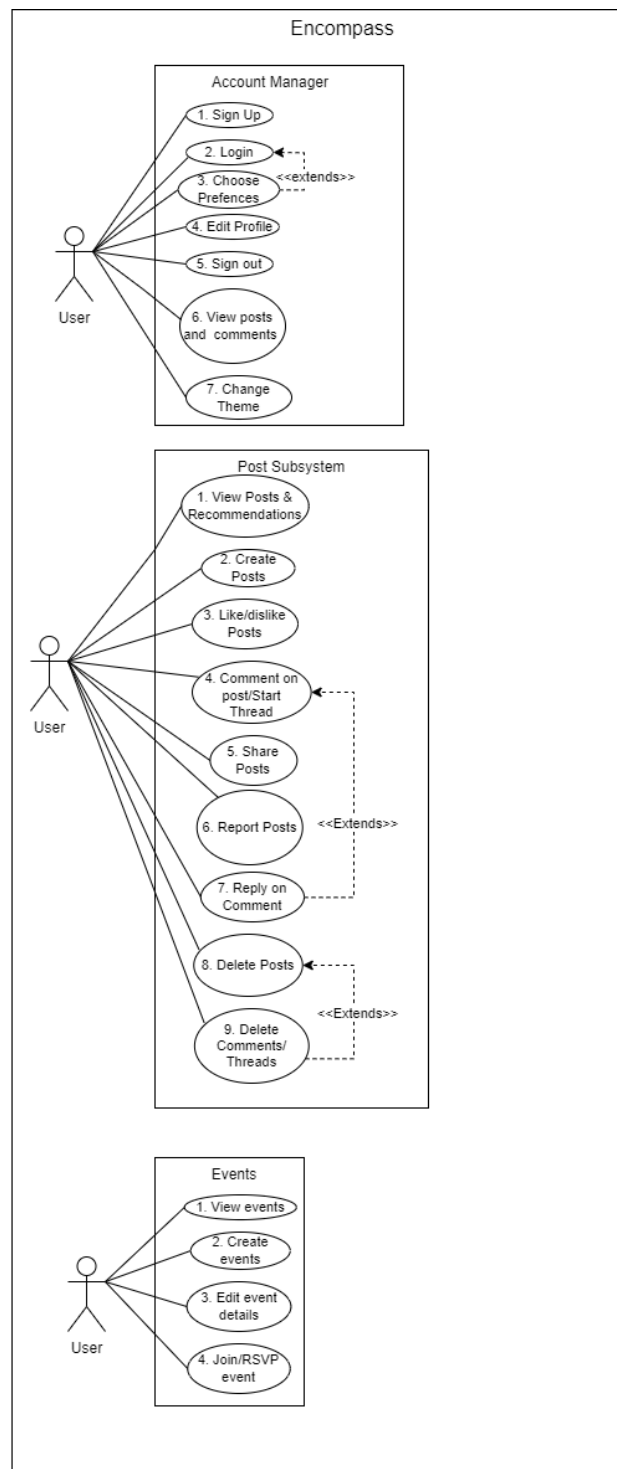 Encompass
Account Manager
1. Sign Up
2. Login
<<extends>>
3. Choose
Prefences
4. Edit Profile
5. Sign out
User
6. View posts
and comments
7. Change
Theme
Post Subsystem
1. View Posts &
Recommendations
2. Create
Posts
3. Like/dislike
Posts
4. Comment on
post/Start
Thread
User
5. Share
Posts
6. Report Posts
<<Extends>>
7. Reply on
Comment
8. Delete Posts
<<Extends>>
9. Delete
Comments/
Threads
Events
1. View events
2. Create
events
3. Edit event
details
User
4. Join/RSVP
event